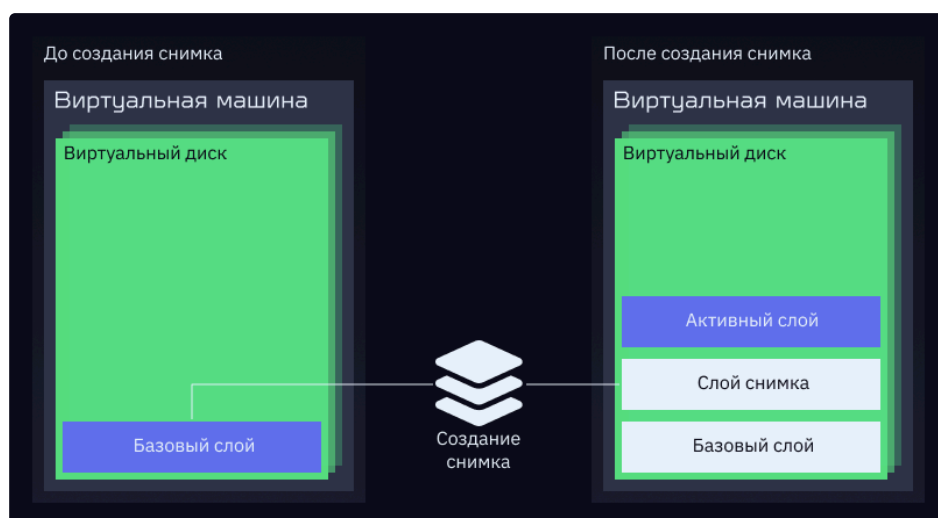 До создания снимка
Виртуальная машина
Виртуальный диск
Базовый слой
Создание
снимка
После создания снимка
Виртуальная машина
Виртуальный диск
Активный слой
Слой снимка
Базовый слой